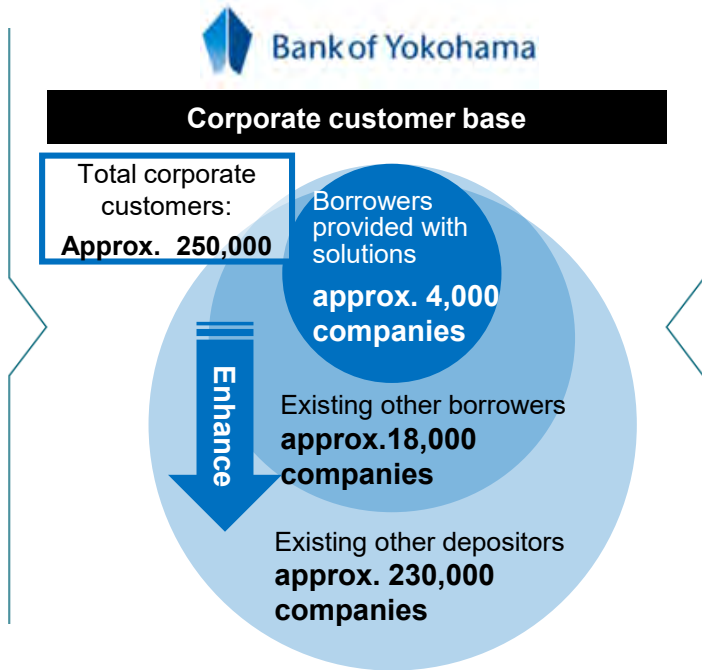 Bank of Yokohama
Corporate customer base
Total corporate
customers:
Approx. 250,000
Borrowers
provided with
solutions
approx. 4,000
companies
Enhance
Existing other borrowers
approx.18,000
companies
Existing other depositors
approx. 230,000
companies